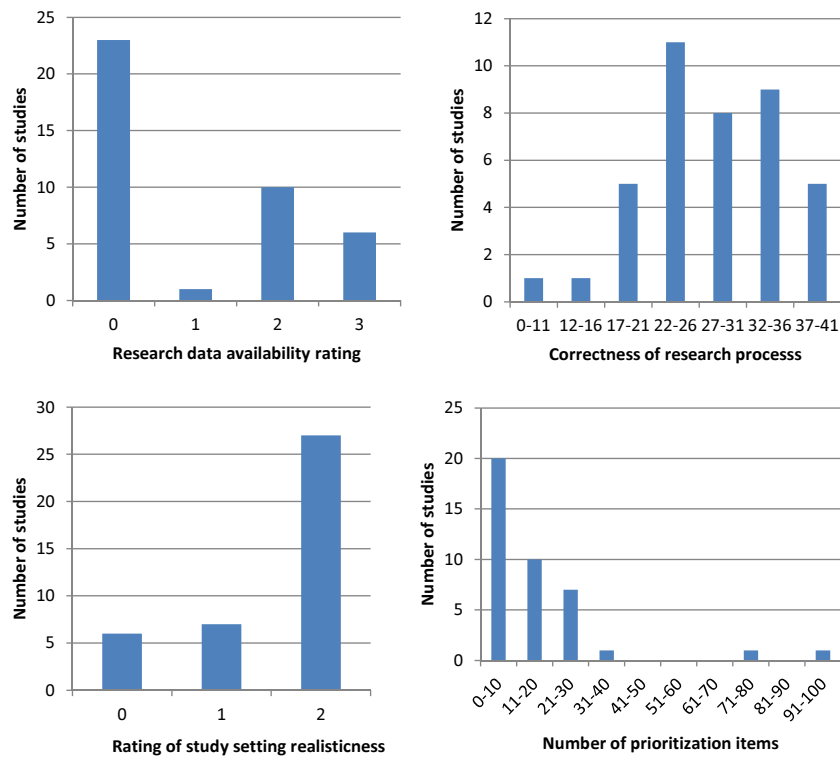 Number of studies
25
20
15
10
5
0
0 1 2 3
Research data availability rating
Number of studies
12
10
8
6
4
2
0
0-11 12-16 17-21 22-26 27-31 32-36 37-41
Correctness of research processs
Number of studies
30
25
20
15
10
5
0
0 1 2
Rating of study setting realisticness
Number of studies
25
20
15
10
5
0
0-10 11-20 21-30 31-40 41-50 51-60 61-70 71-80 81-90 91-100
Number of prioritization items